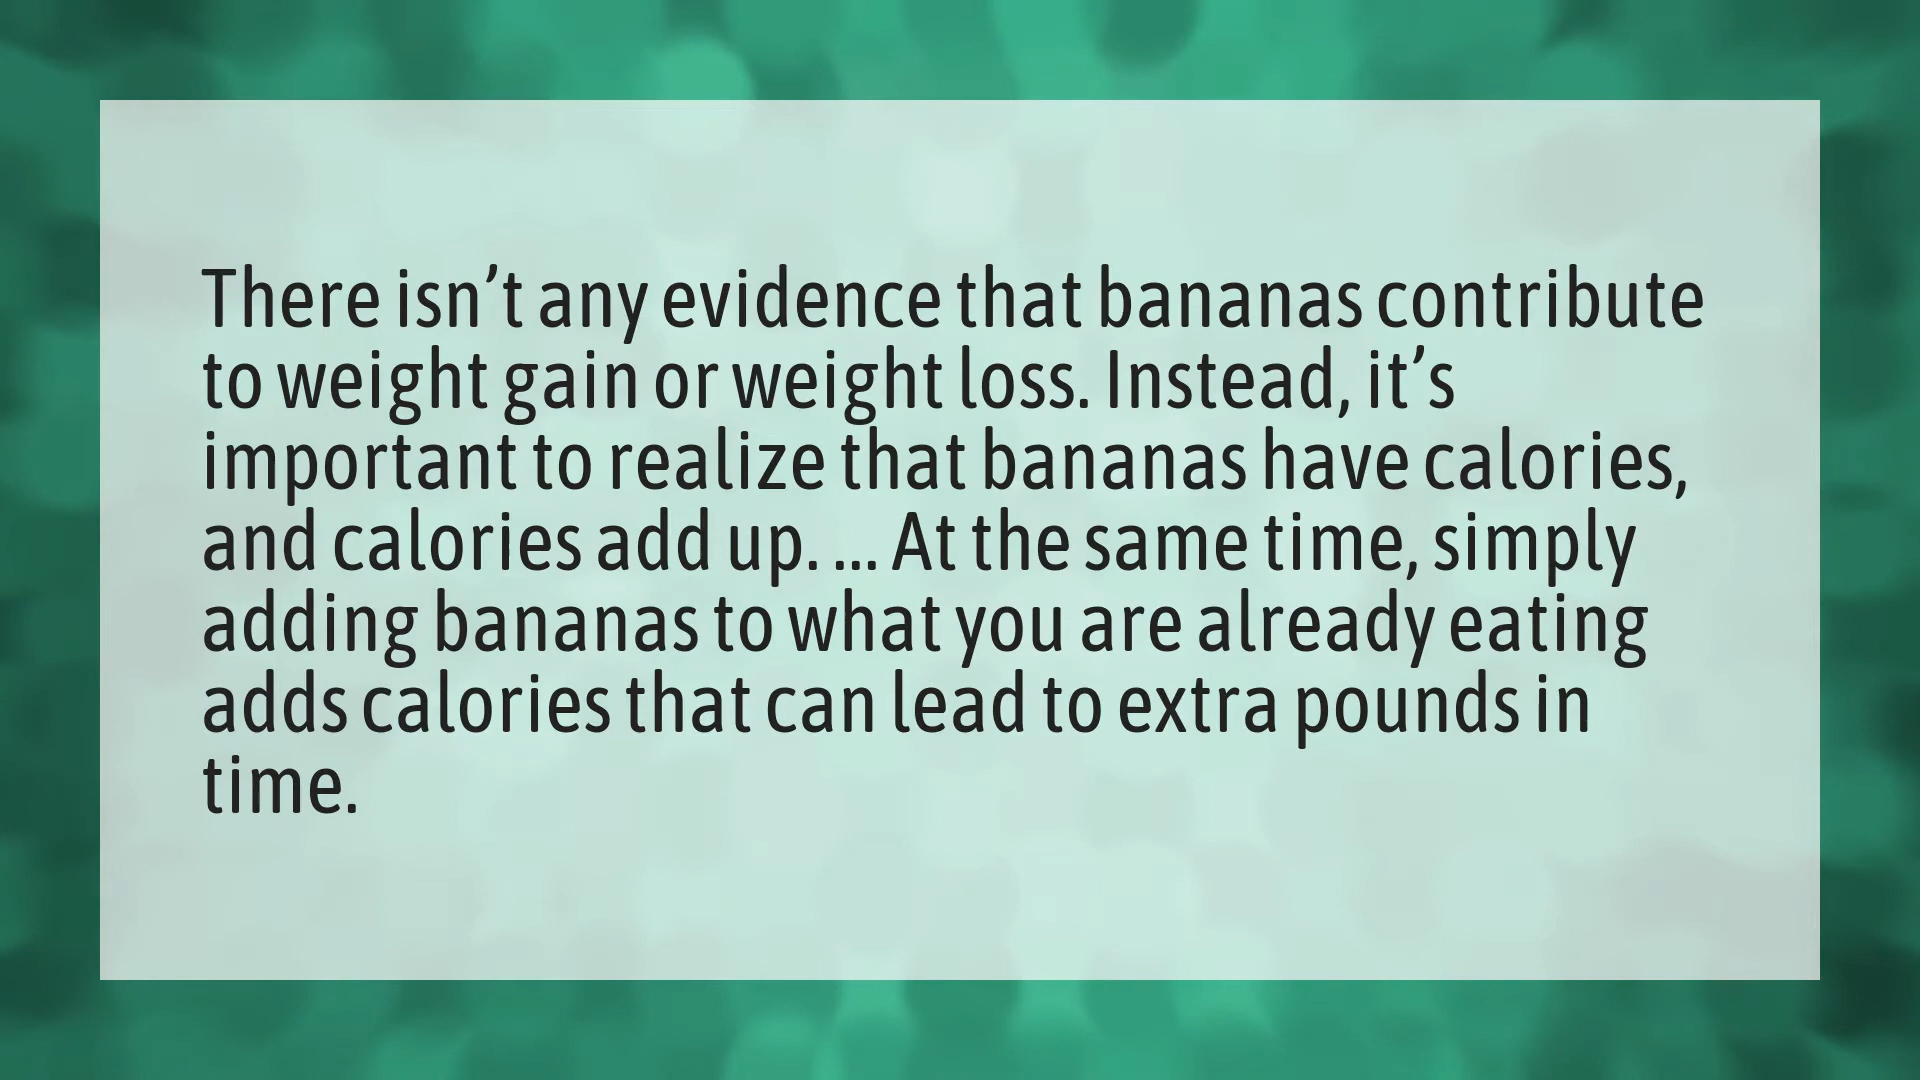 There isn’t any evidence that bananas contribute
to weight gain or weight loss. Instead, it’s
important to realize that bananas have calories,
and calories add up. ... At the same time, simply
adding bananas to what you are already eating
adds calories that can lead to extra pounds in
time.